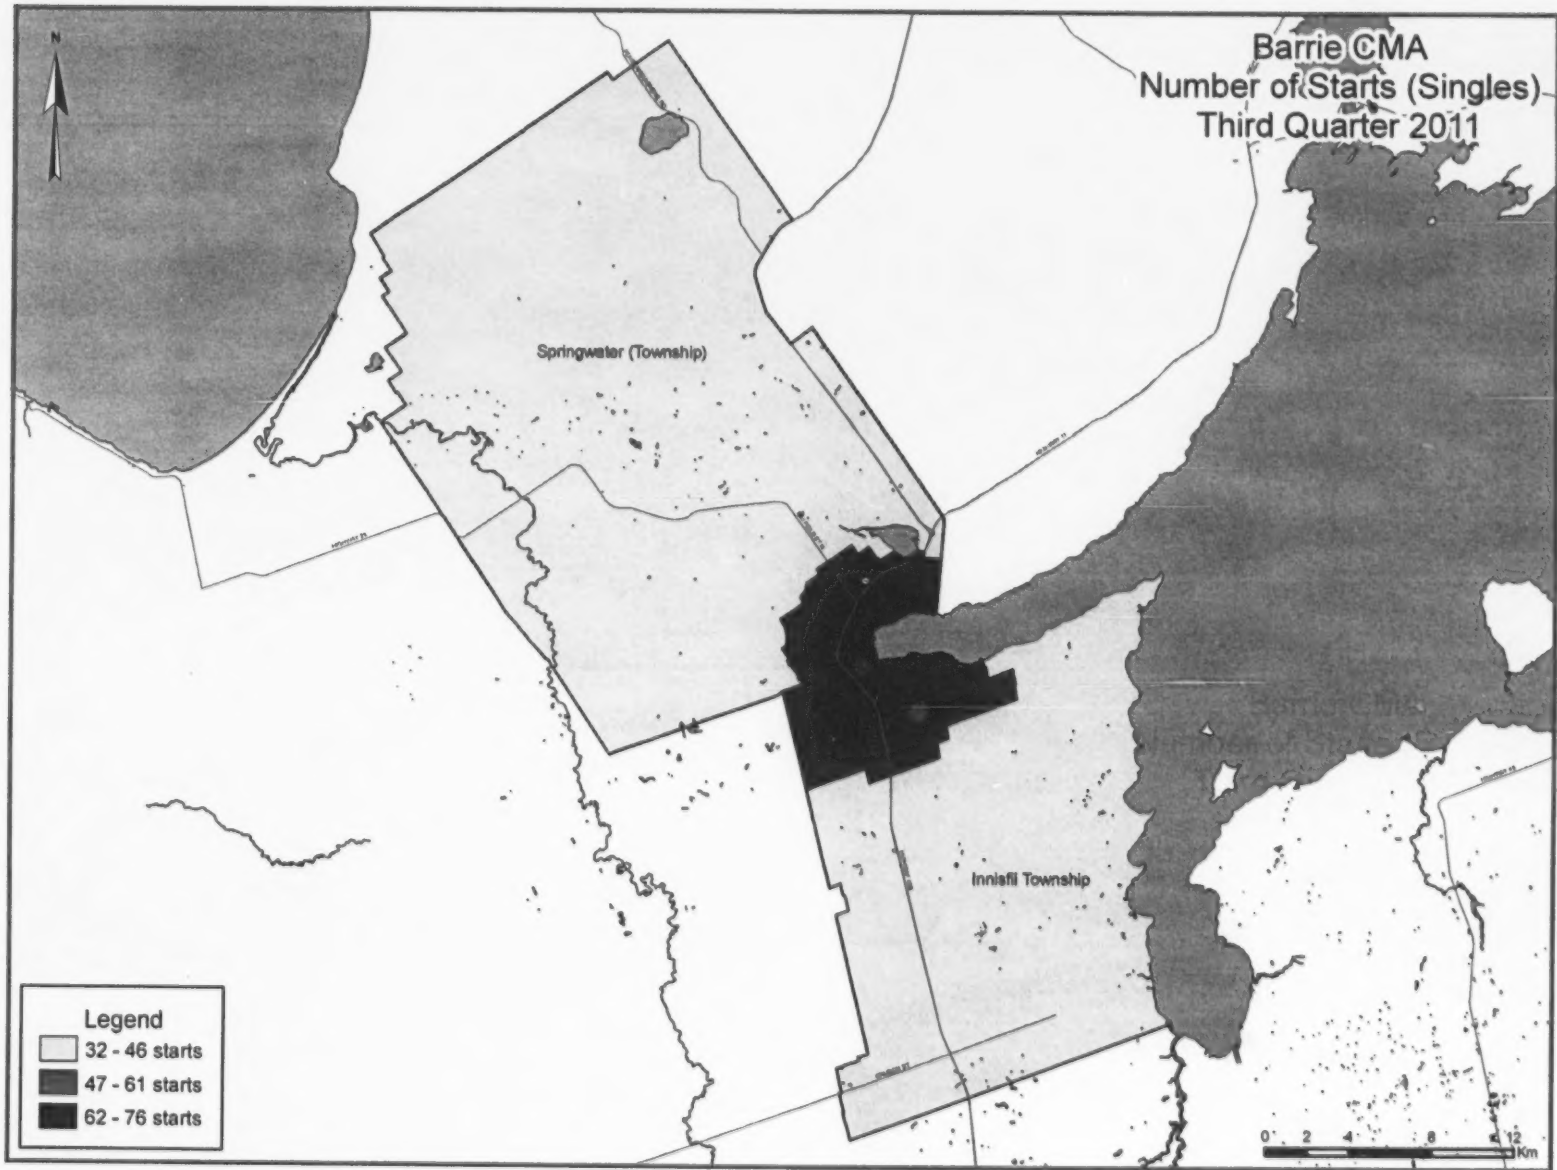 N
Barrie CMA
Number of Starts (Singles)
Third Quarter 2011
Springwater (Township)
Innisfil Township
Legend
32 - 46 starts
47 - 61 starts
62 - 76 starts
0 2 4 8 12
Km